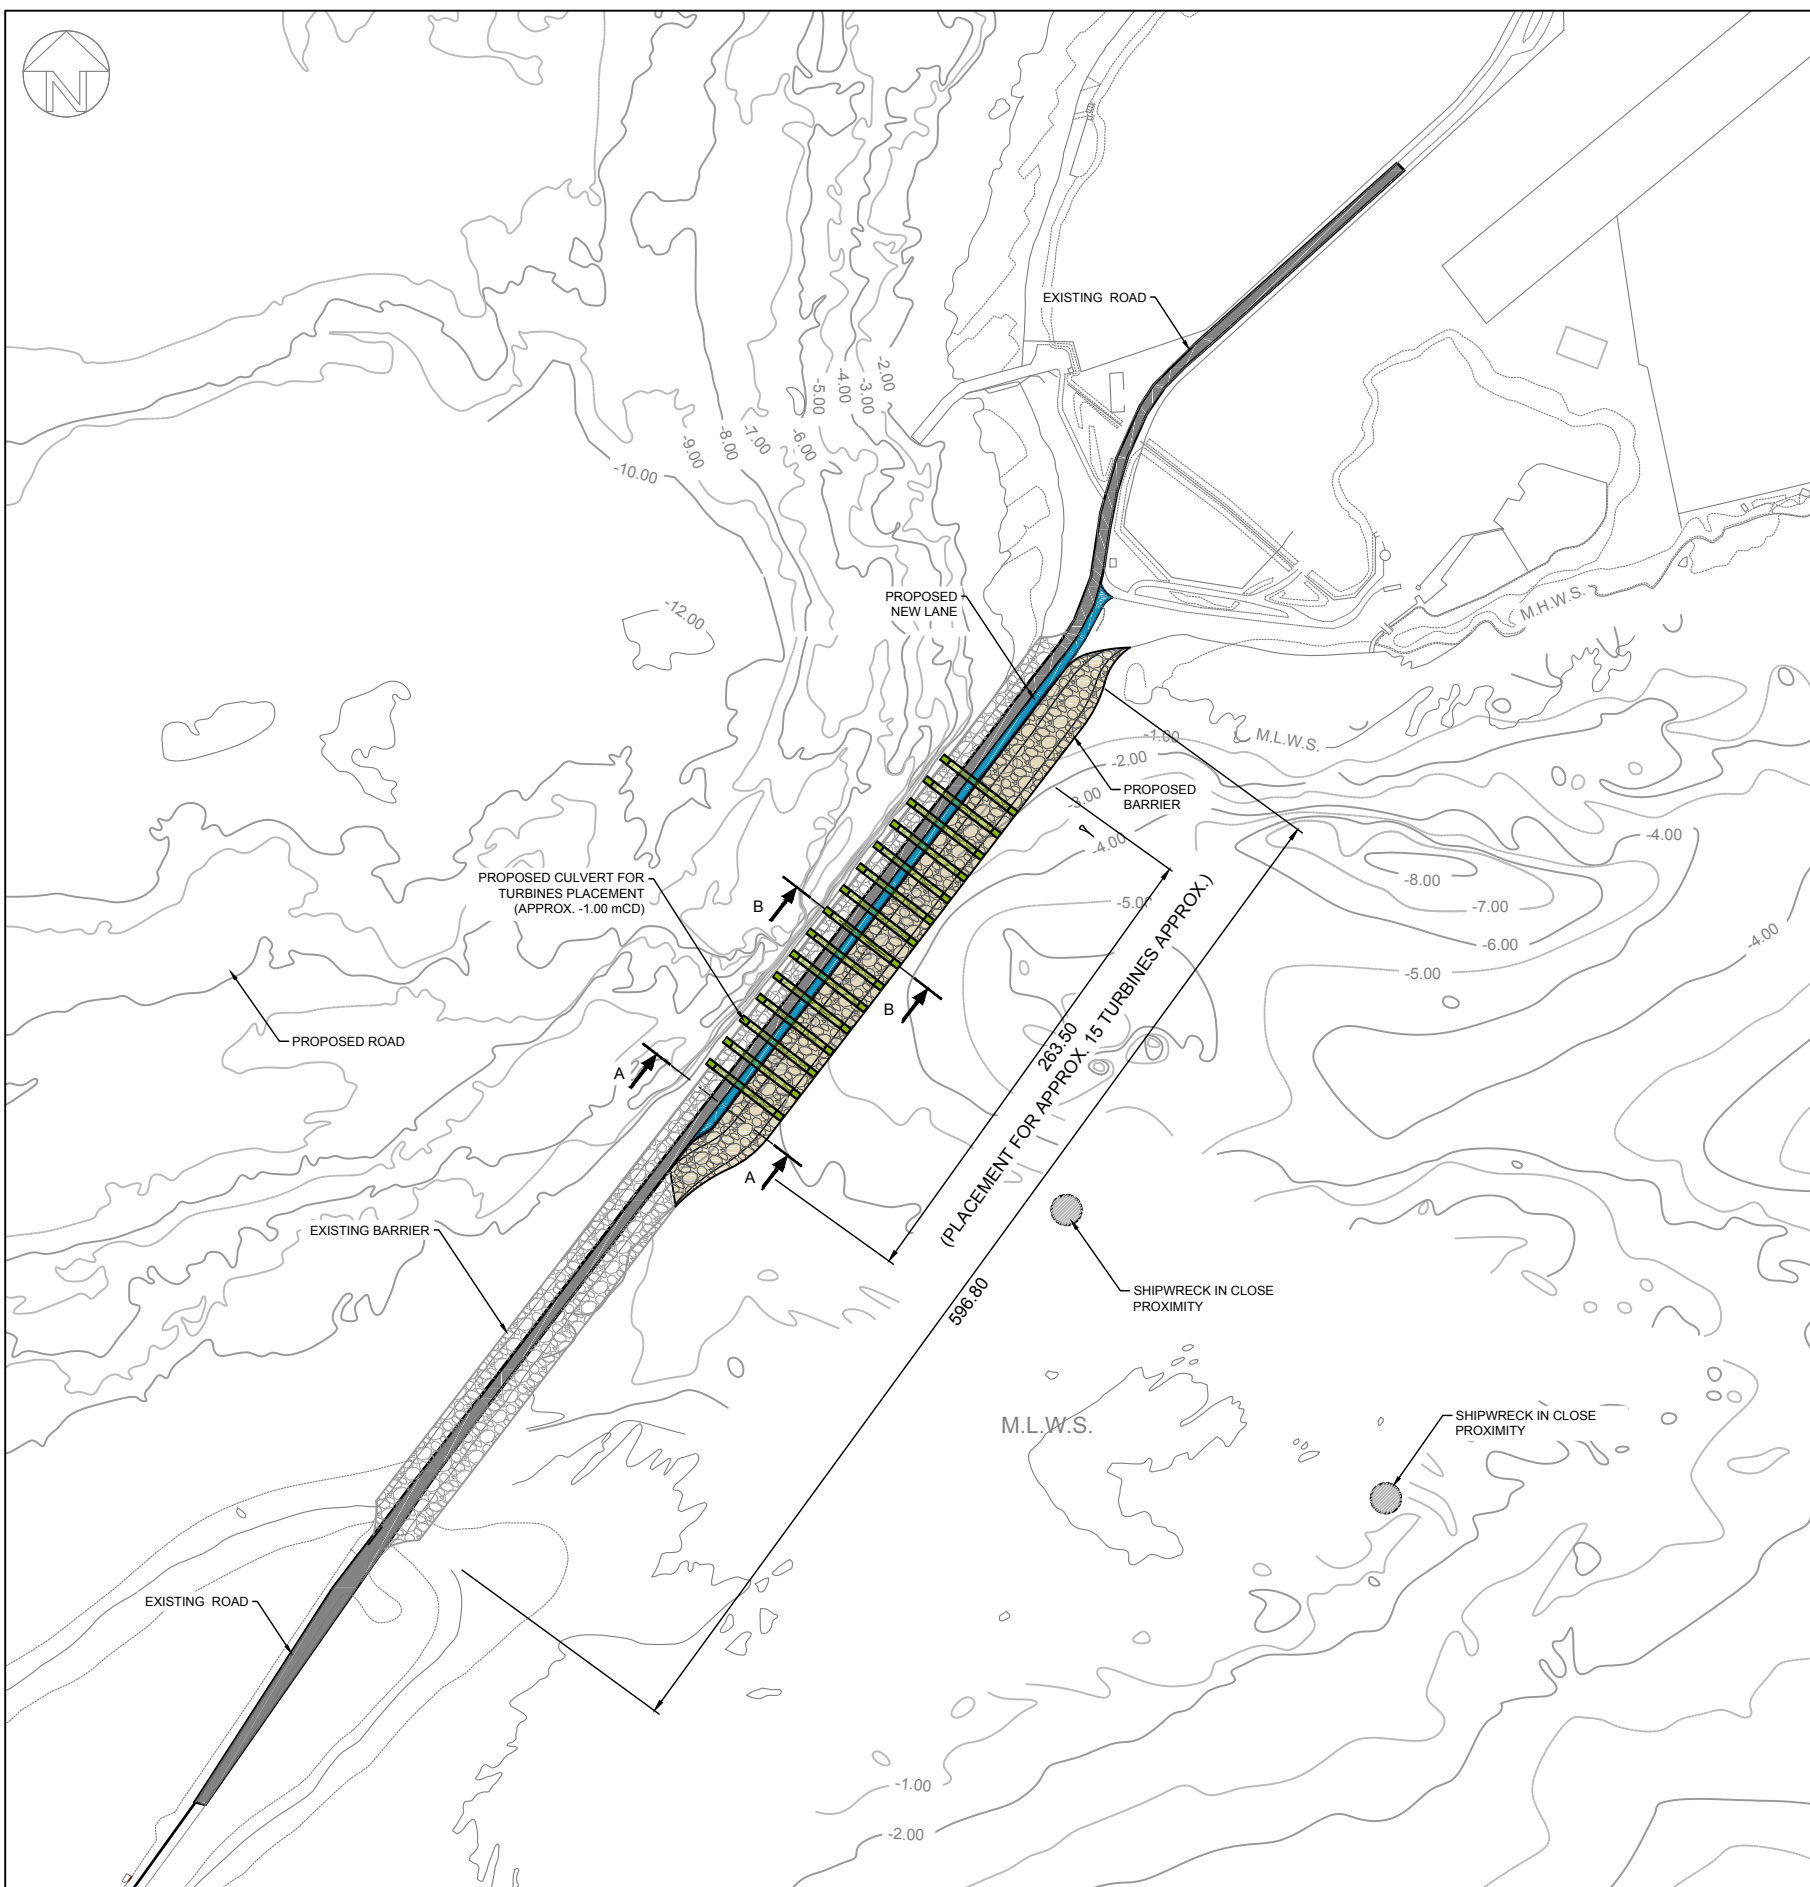 N
EXISTING ROAD
-2.00
-3.00
-4.00
-5.00
-6.00
-7.00
-8.00
-9.00
-10.00
-12.00
PROPOSED
NEW LANE
M.H.W.S.
M.L.W.S.
-1.00
-2.00
-3.00
-4.00
-5.00
PROPOSED
BARRIER
-4.00
-8.00
-7.00
-6.00
-5.00
-4.00
PROPOSED CULVERT FOR
TURBINES PLACEMENT
(APPROX. -1.00 mCD)
B
B
A
A
PROPOSED ROAD
263.50
(PLACEMENT FOR APPROX. 15 TURBINES APPROX.)
596.80
EXISTING BARRIER
SHIPWRECK IN CLOSE
PROXIMITY
M.L.W.S.
SHIPWRECK IN CLOSE
PROXIMITY
EXISTING ROAD
-1.00
-2.00